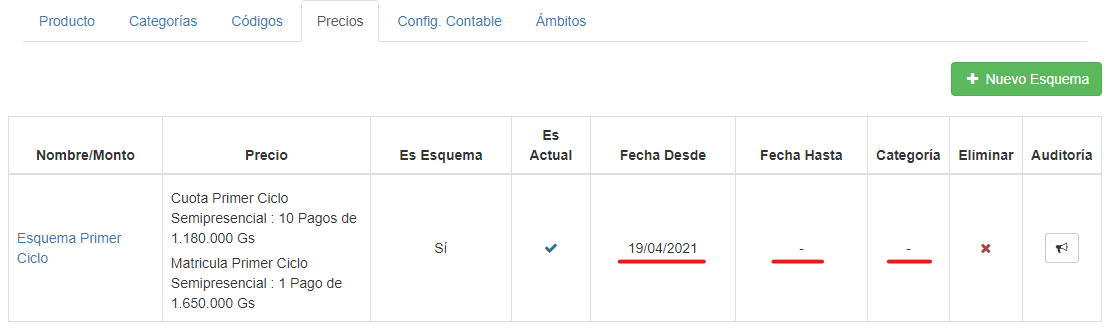 Producto Categorías Códigos Precios Config. Contable Ámbitos
+ Nuevo Esquema
Nombre/Monto Precio Es Esquema Es Actual Fecha Desde Fecha Hasta Categoría Eliminar Auditoría
Esquema Primer
Ciclo
Cuota Primer Ciclo
Semipresencial : 10 Pagos de
1.180.000 Gs
Matricula Primer Ciclo
Semipresencial : 1 Pago de
1.650.000 Gs
Sí
19/04/2021
-
-